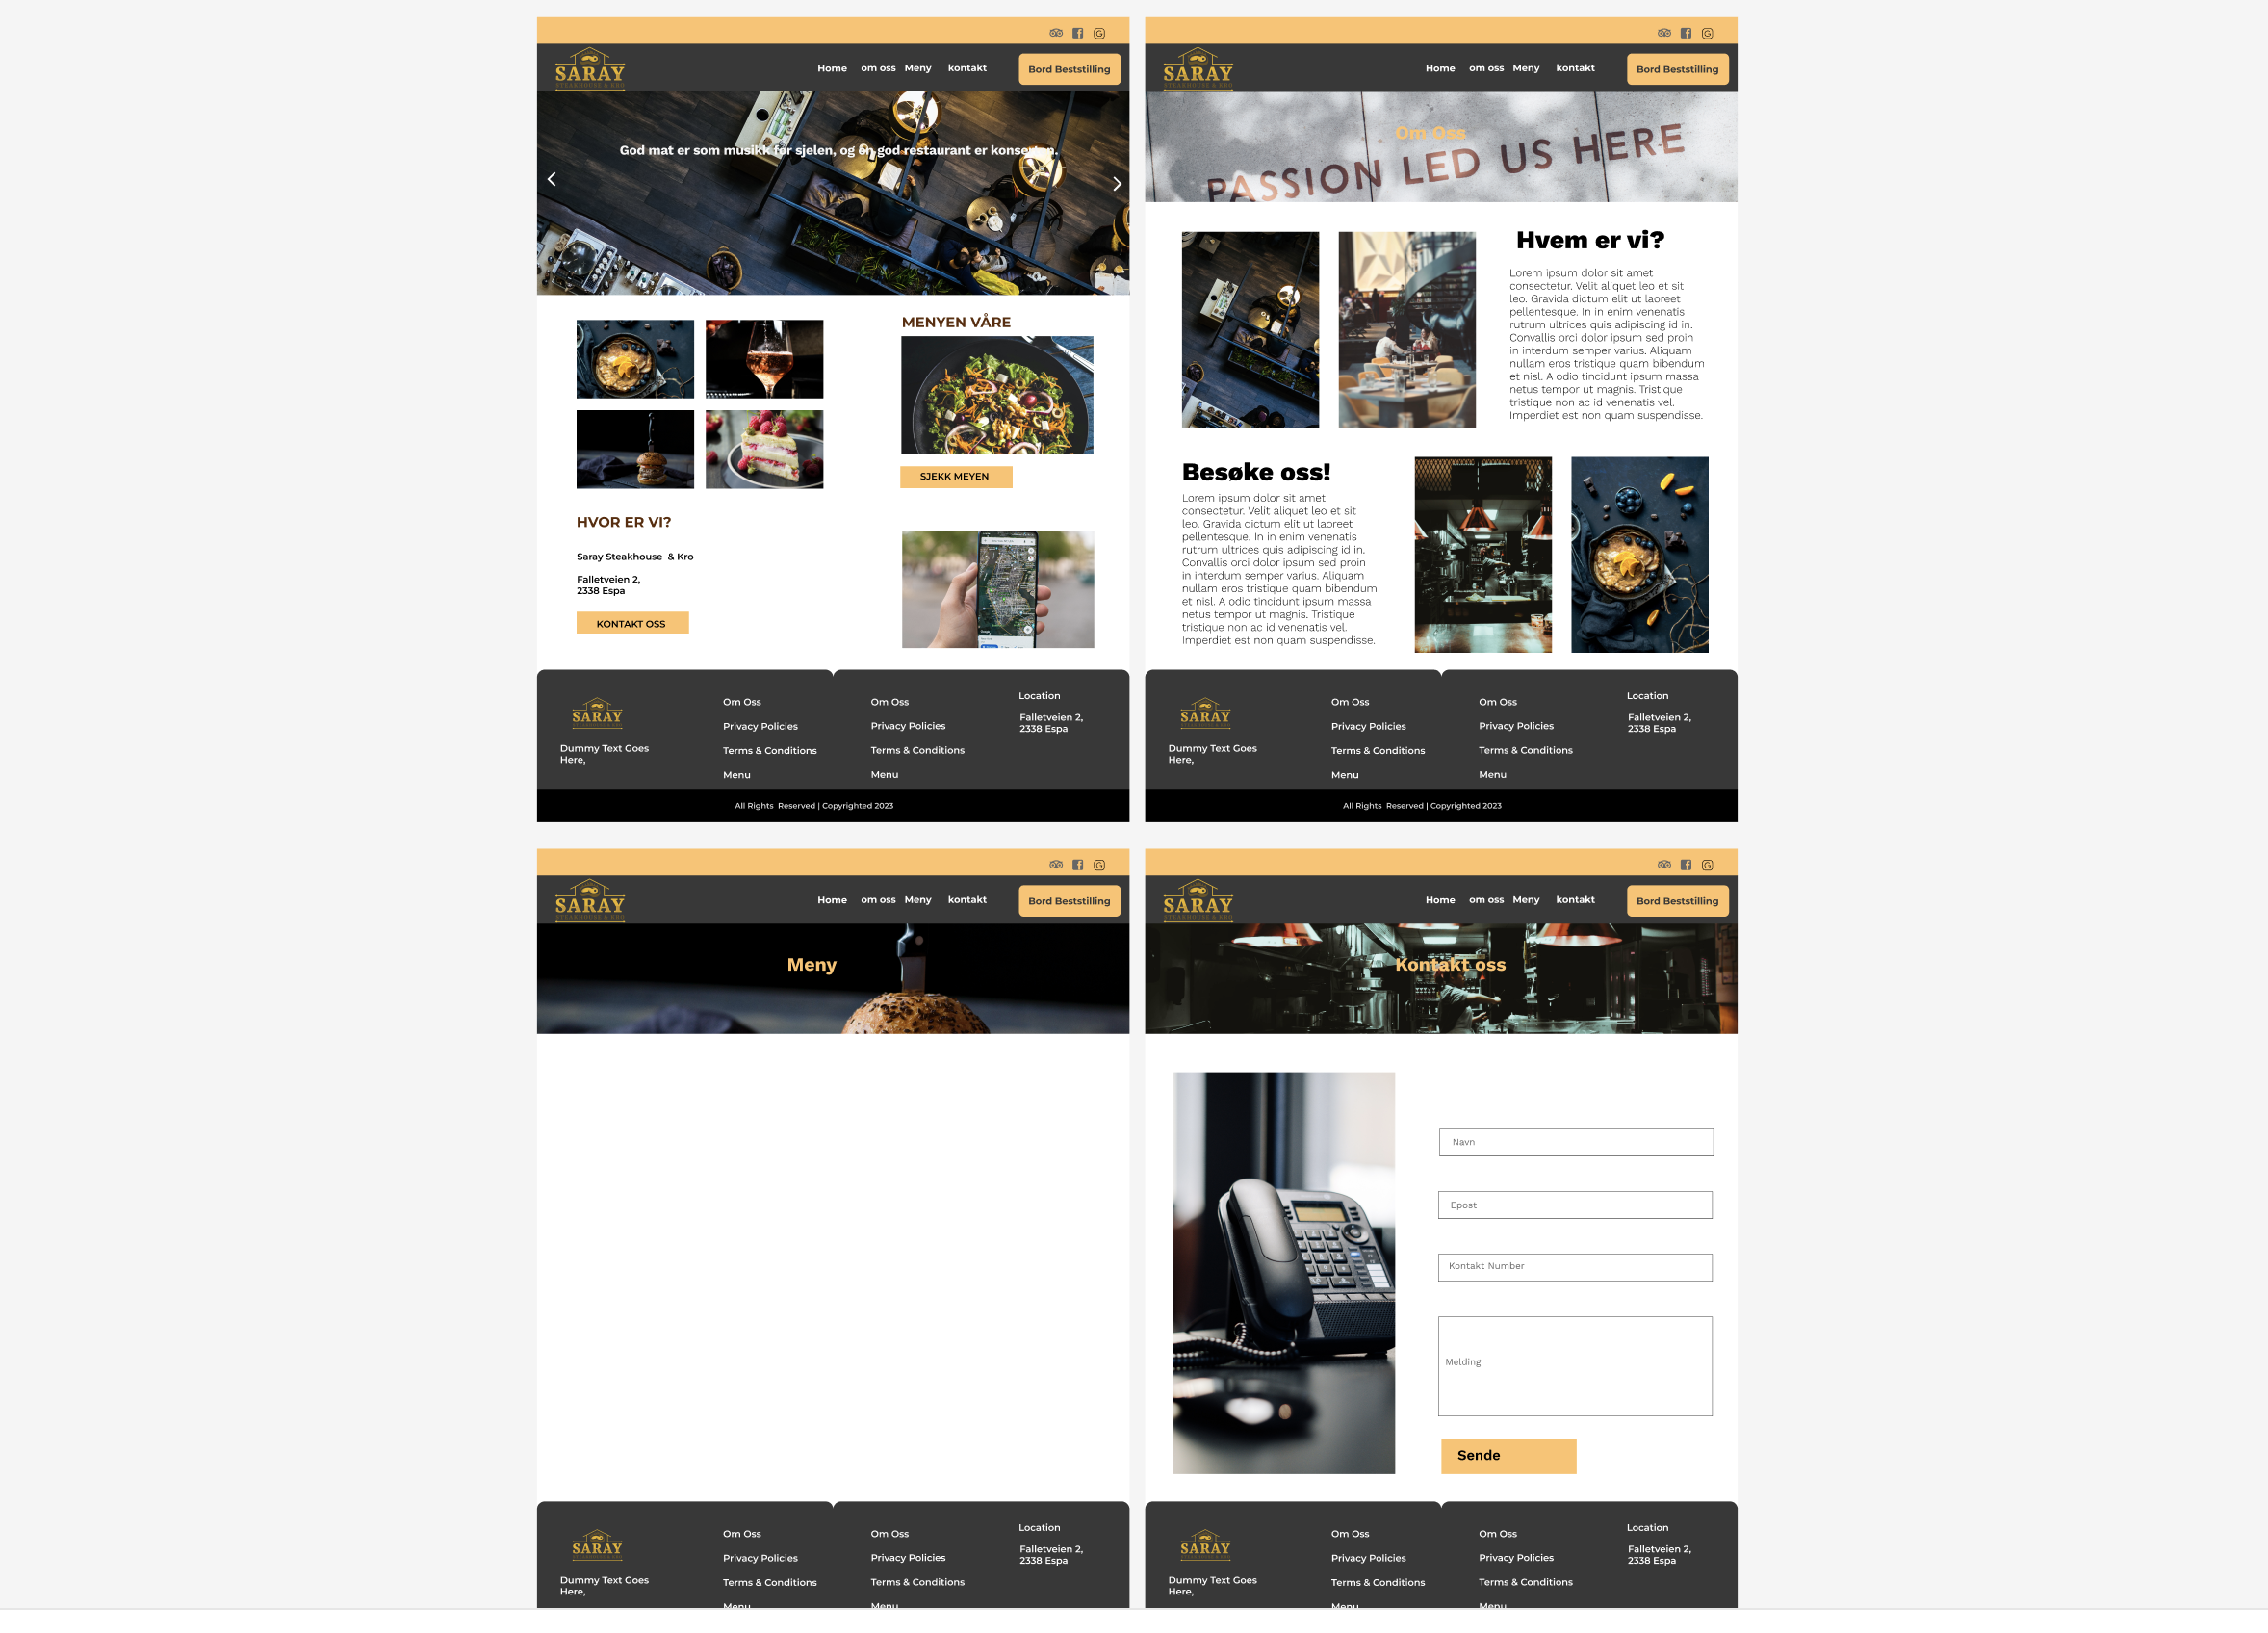 SARAY
STEAKHOUSE & KRO
Home om oss Meny kontakt
Bord Beststilling
God mat er som musikk for sjelen, og en god restaurant er konserten.
MENYEN VÅRE
SJEKK MEYEN
HVOR ER VI?
Saray Steakhouse & Kro
Falletveien 2,
2338 Espa
KONTAKT OSS
SARAY
Dummy Text Goes
Here,
Om Oss
Privacy Policies
Terms & Conditions
Menu
Om Oss
Privacy Policies
Terms & Conditions
Menu
Location
Falletveien 2,
2338 Espa
All Rights Reserved | Copyrighted 2023
SARAY
STEAKHOUSE & KRO
Home om oss Meny kontakt
Bord Beststilling
Om Oss
PASSION LED US HERE
Hvem er vi?
Lorem ipsum dolor sit amet
consectetur. Velit aliquet leo et sit
leo. Gravida dictum elit ut laoreet
pellentesque. In in enim venenatis
rutrum ultrices quis adipiscing id in.
Convallis orci dolor ipsum sed proin
in interdum semper varius. Aliquam
nullam eros tristique quam bibendum
et nisl. A odio tincidunt ipsum massa
netus tempor ut magnis. Tristique
tristique non ac id venenatis vel.
Imperdiet est non quam suspendisse.
Besøke oss!
Lorem ipsum dolor sit amet
consectetur. Velit aliquet leo et sit
leo. Gravida dictum elit ut laoreet
pellentesque. In in enim venenatis
rutrum ultrices quis adipiscing id in.
Convallis orci dolor ipsum sed proin
in interdum semper varius. Aliquam
nullam eros tristique quam bibendum
et nisl. A odio tincidunt ipsum massa
netus tempor ut magnis. Tristique
tristique non ac id venenatis vel.
Imperdiet est non quam suspendisse.
SARAY
Dummy Text Goes
Here,
Om Oss
Privacy Policies
Terms & Conditions
Menu
Om Oss
Privacy Policies
Terms & Conditions
Menu
Location
Falletveien 2,
2338 Espa
All Rights Reserved | Copyrighted 2023
SARAY
STEAKHOUSE & KRO
Home om oss Meny kontakt
Bord Beststilling
Meny
SARAY
Dummy Text Goes
Here,
Om Oss
Privacy Policies
Terms & Conditions
Menu
Om Oss
Privacy Policies
Terms & Conditions
Menu
Location
Falletveien 2,
2338 Espa
SARAY
STEAKHOUSE & KRO
Home om oss Meny kontakt
Bord Beststilling
Kontakt oss
Navn
Epost
Kontakt Number
Melding
Sende
SARAY
Dummy Text Goes
Here,
Om Oss
Privacy Policies
Terms & Conditions
Menu
Om Oss
Privacy Policies
Terms & Conditions
Menu
Location
Falletveien 2,
2338 Espa